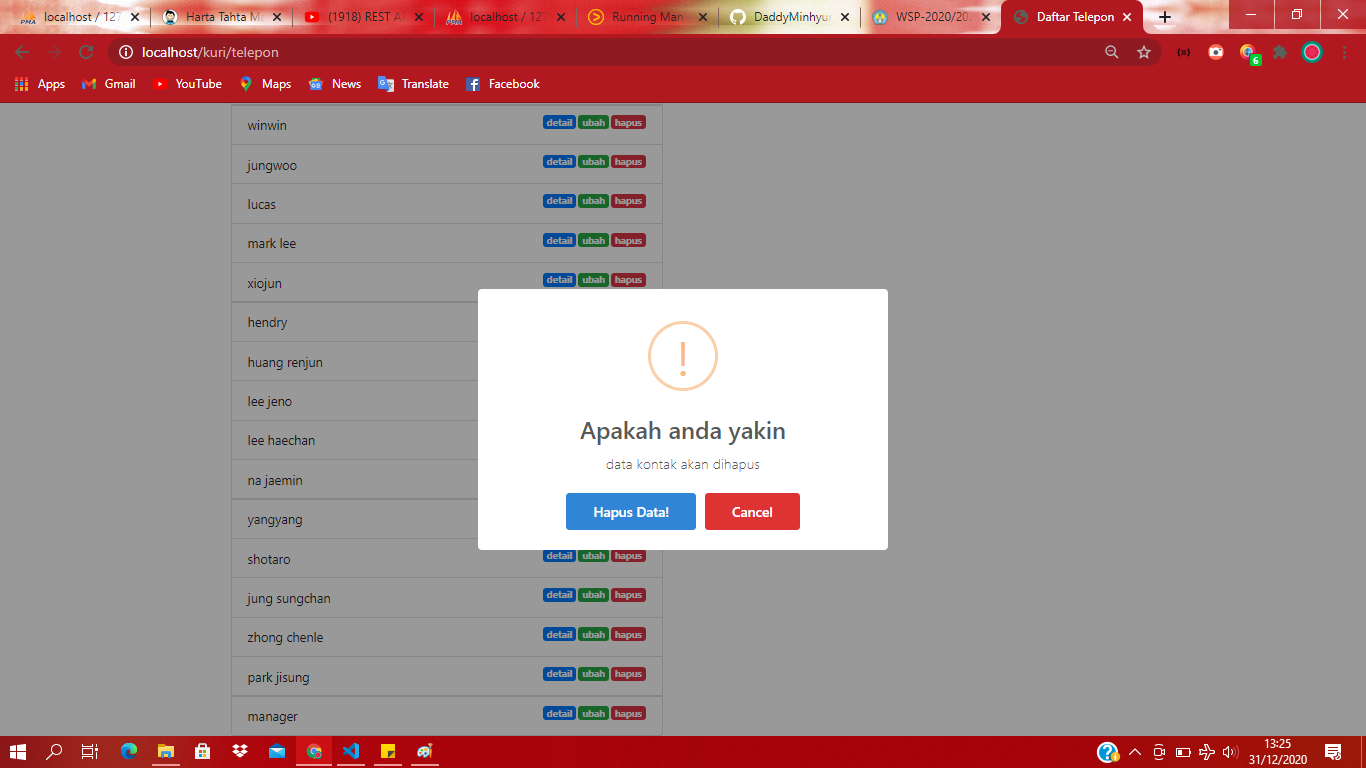 localhost / 127
Harta Tahta Ma
(1918) REST A
localhost / 127
Running Man
DaddyMinhyun
WSP-2020/202
Daftar Telepon
localhost/kuri/telepon
6
Apps Gmail YouTube Maps News Translate Facebook
winwin detail ubah hapus
jungwoo detail ubah hapus
lucas detail ubah hapus
mark lee detail ubah hapus
xiojun detail ubah hapus
hendry
huang renjun
lee jeno
lee haechan
na jaemin
yangyang
shotaro detail ubah hapus
jung sungchan detail ubah hapus
zhong chenle detail ubah hapus
park jisung detail ubah hapus
manager detail ubah hapus
!
Apakah anda yakin
data kontak akan dihapus
Hapus Data! Cancel
13:25
31/12/2020